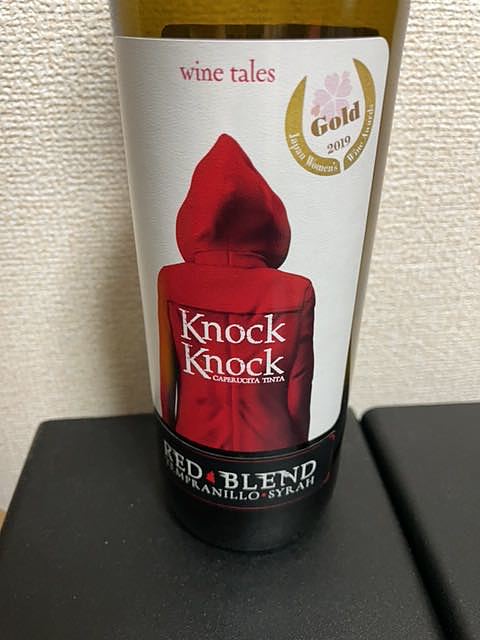 wine tales
Gold
2019
Japan Women's Wine Awards
Knock
Knock
CAPERUCITA TINTA
RED BLEND
TEMPRANILLO SYRAH